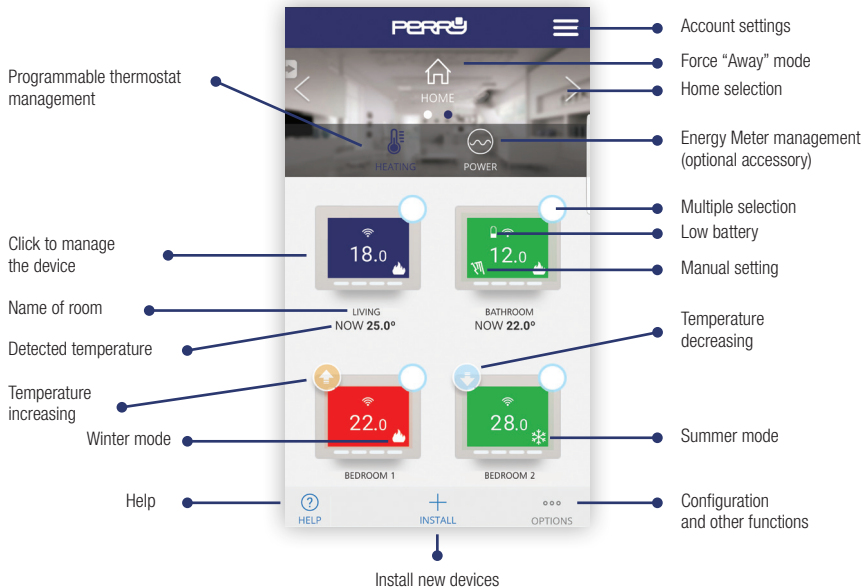 PERRY
Account settings
Force “Away” mode
Programmable thermostat
management
HOME
Home selection
HEATING
POWER
Energy Meter management
(optional accessory)
Multiple selection
Low battery
Click to manage
the device
18.0
12.0
Manual setting
Name of room
LIVING
NOW 25.0°
BATHROOM
NOW 22.0°
Detected temperature
Temperature
decreasing
Temperature
increasing
22.0
28.0
Winter mode
Summer mode
BEDROOM 1
BEDROOM 2
Help
?
HELP
INSTALL
OPTIONS
Configuration
and other functions
Install new devices